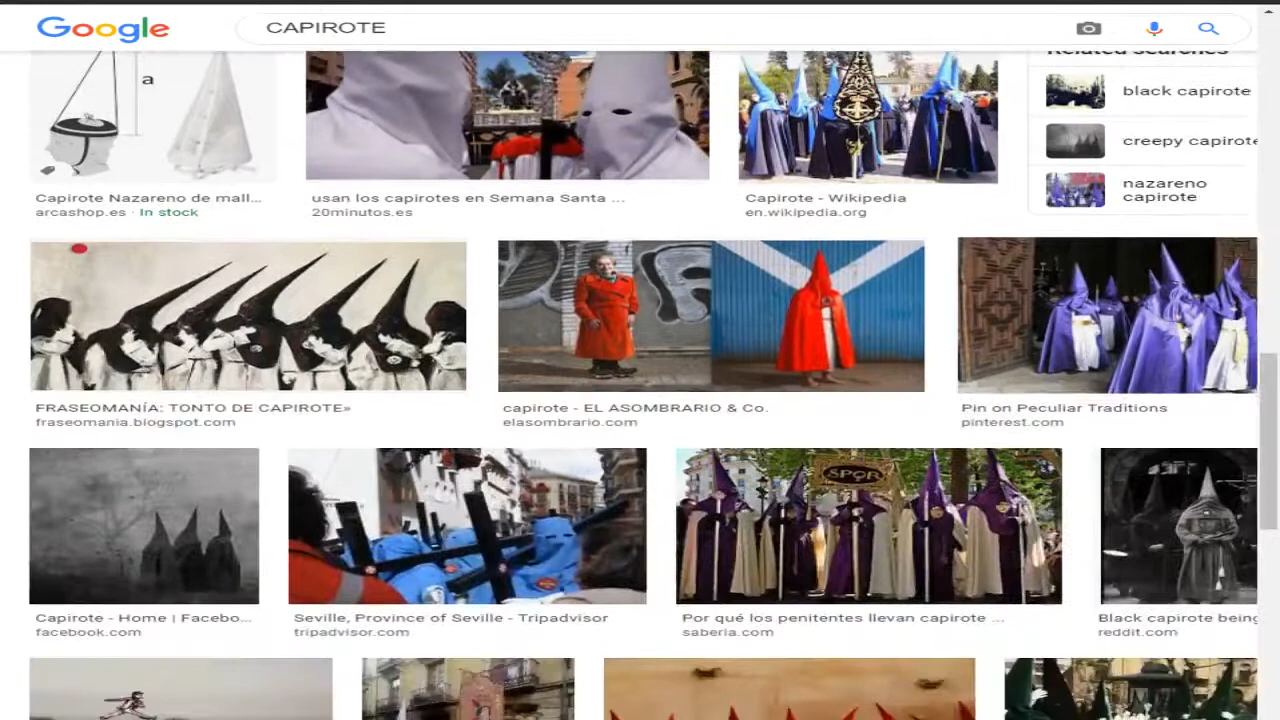 Google
CAPIROTE
Related searches
a
black capirote
creepy capirote
nazareno
capirote
Capirote Nazareno de mall...
arcashop.es · In stock
usan los capirotes en Semana Santa ...
20minutos.es
Capirote - Wikipedia
en.wikipedia.org
FRASEOMANÍA: TONTO DE CAPIROTE»
fraseomania.blogspot.com
capirote - EL ASOMBRARIO & Co.
elasombrario.com
Pin on Peculiar Traditions
pinterest.com
SPQR
Capirote - Home | Facebo...
facebook.com
Seville, Province of Seville - Tripadvisor
tripadvisor.com
Por qué los penitentes llevan capirote ...
saberia.com
Black capirote being
reddit.com